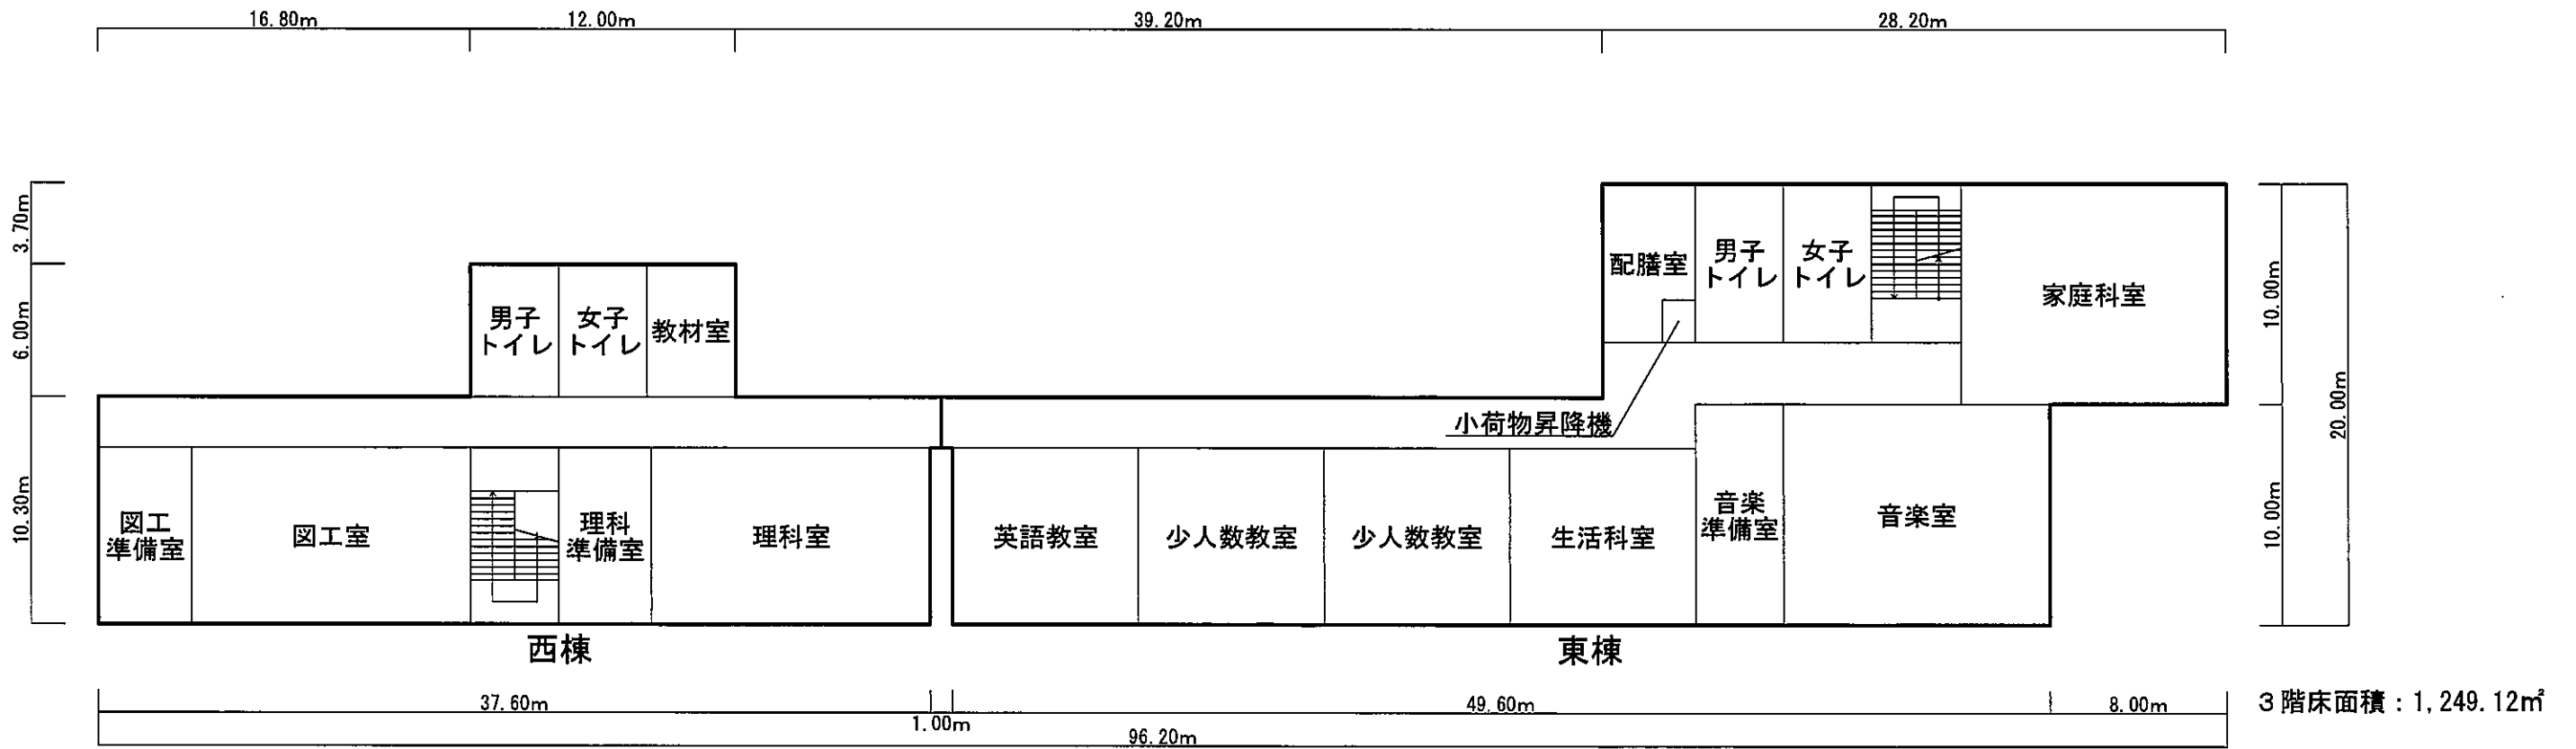 16.80m
12.00m
39.20m
28.20m
3.70m
6.00m
10.30m
男子
トイレ
女子
トイレ
教材室
配膳室
男子
トイレ
女子
トイレ
家庭科室
小荷物昇降機
図工
準備室
図工室
理科
準備室
理科室
英語教室
少人数教室
少人数教室
生活科室
音楽
準備室
音楽室
10.00m
10.00m
20.00m
西棟
東棟
37.60m
1.00m
49.60m
8.00m
96.20m
3階床面積:1,249.12㎡